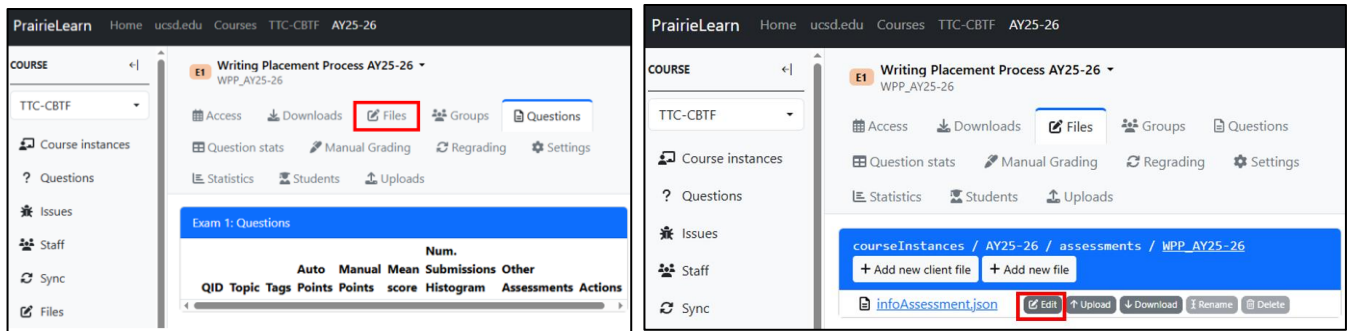 PrairieLearn Home ucsd.edu Courses TTC-CBTF AY25-26
COURSE
TTC-CBTF
Course instances
Questions
Issues
Staff
Sync
Files
E1 Writing Placement Process AY25-26
WPP_AY25-26
Access Downloads Files Groups Questions
Question stats Manual Grading Regrading Settings
Statistics Students Uploads
Exam 1: Questions
Num.
Auto Manual Mean Submissions Other
QID Topic Tags Points Points score Histogram Assessments Actions
PrairieLearn Home ucsd.edu Courses TTC-CBTF AY25-26
COURSE
TTC-CBTF
Course instances
Questions
Issues
Staff
Sync
E1 Writing Placement Process AY25-26
WPP_AY25-26
Access Downloads Files Groups Questions
Question stats Manual Grading Regrading Settings
Statistics Students Uploads
courseInstances / AY25-26 / assessments / WPP_AY25-26
+ Add new client file + Add new file
infoAssessment.json Edit Upload Download Rename Delete